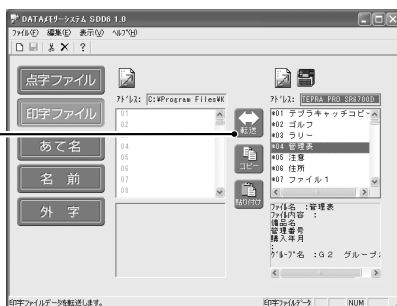 DATAメモリーシステム SDD6 1.0
ファイル(F) 編集(E) 表示(V) ヘルプ(H)
点字ファイル
印字ファイル
あて名
名 前
外 字
アドレス: C:¥Program Files¥K
01
02
04
05
06
07
08
転送
コピー
貼り付け
アドレス: TEPRA PRO SR6700D
*01 テプラキャッチコピー
*02 ゴルフ
*03 ラリー
*04 管理表
*05 注意
*06 住所
*07 ファイル1
ファイル名 :管理表
ファイル内容 :
備品名
管理番号
購入年月
:
グループ名 :G2 グループ
印字ファイルデータを転送します。
印字ファイルデータ
NUM